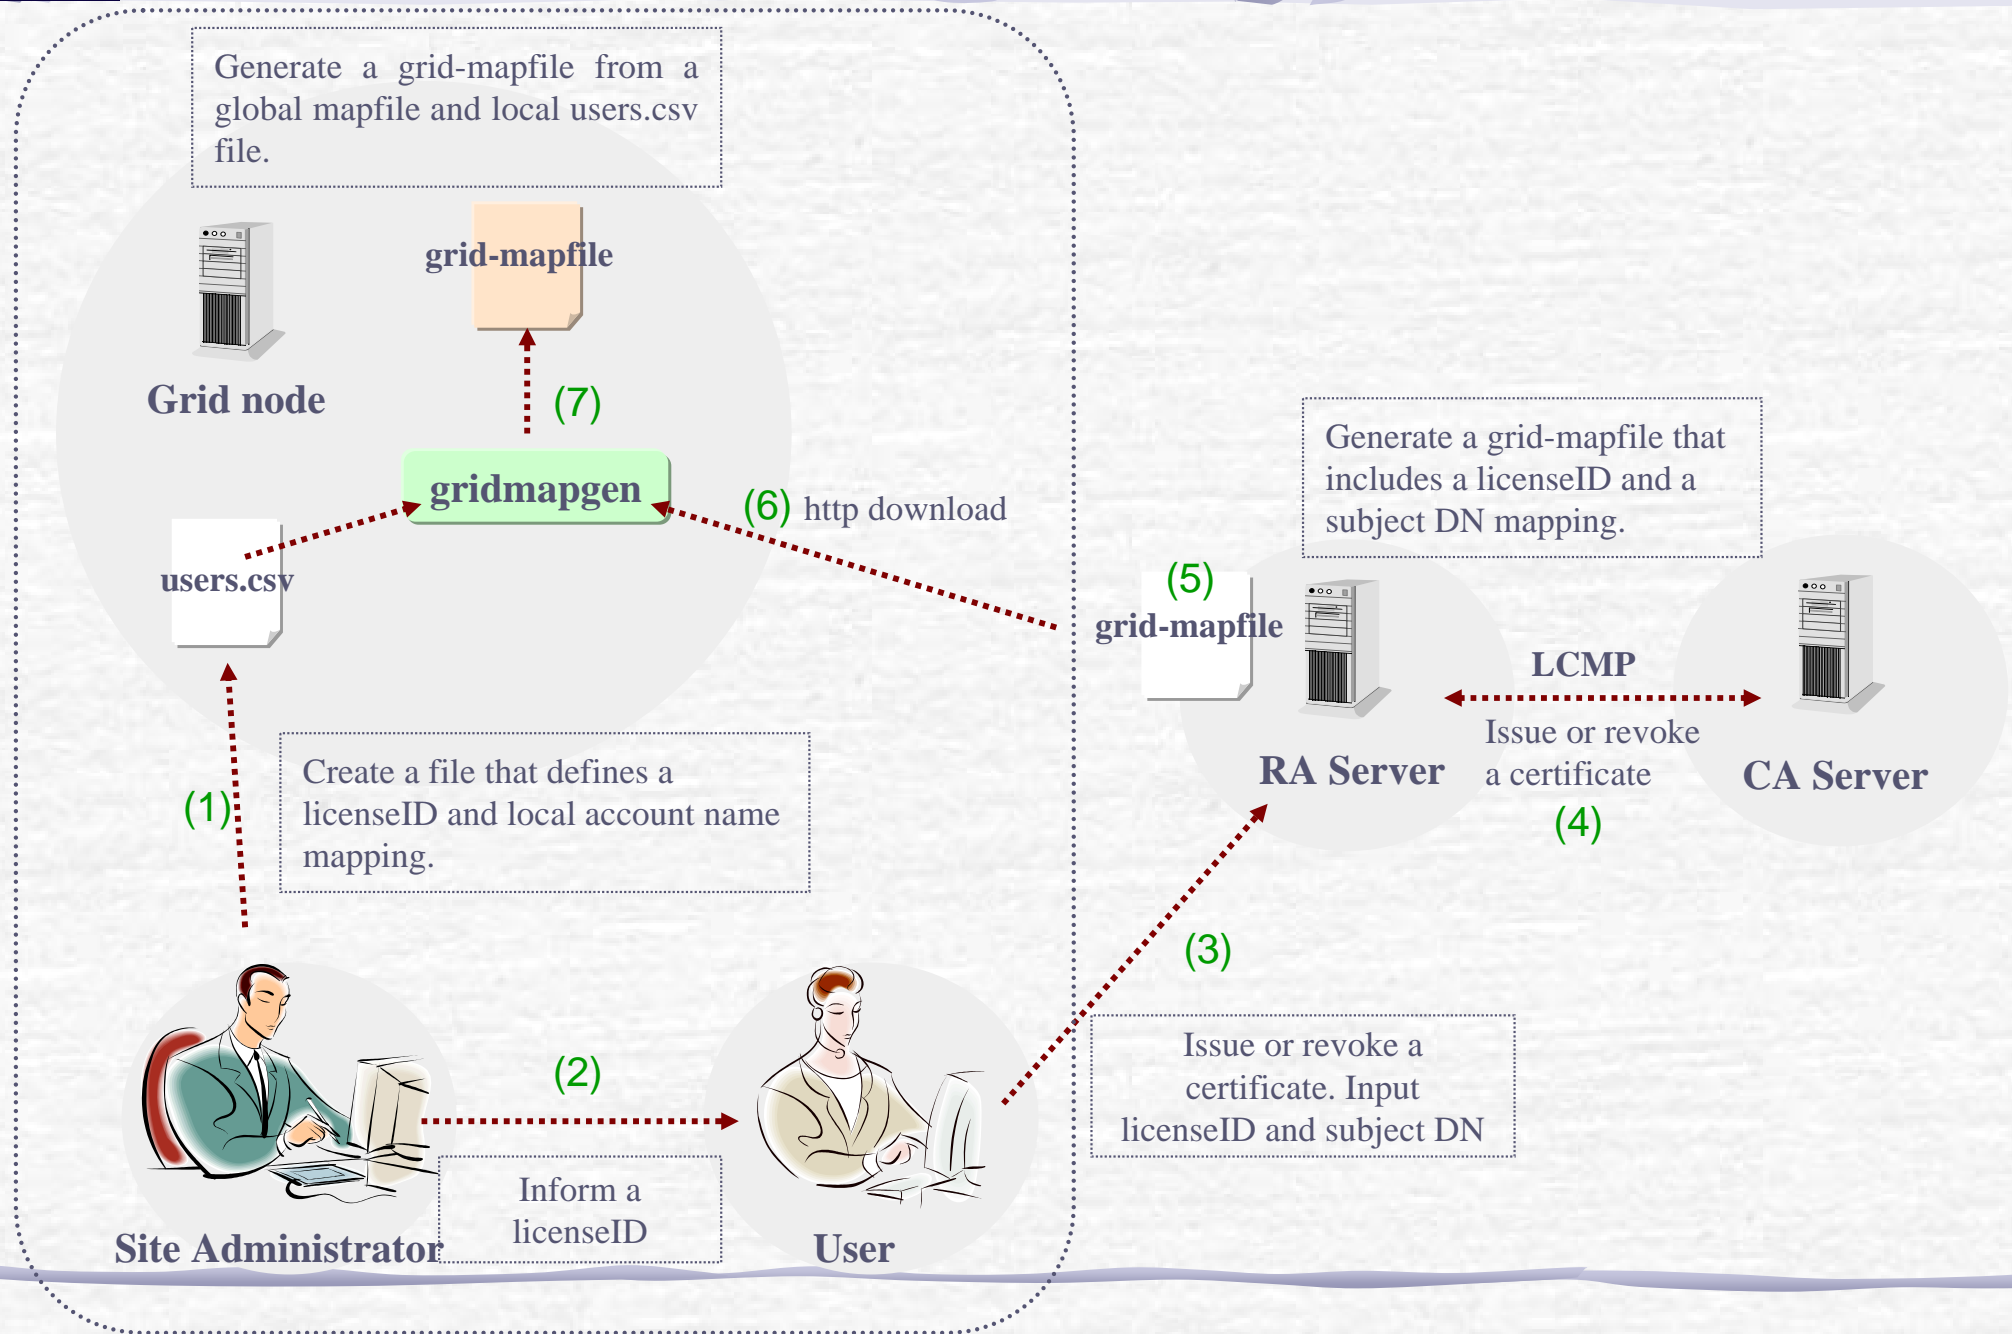 Generate a grid-mapfile from a
global mapfile and local users.csv
file.
grid-mapfile
Grid node
(7)
gridmapgen
(6) http download
users.csv
Generate a grid-mapfile that
includes a licenseID and a
subject DN mapping.
(5)
grid-mapfile
LCMP
Issue or revoke
a certificate
(4)
RA Server
CA Server
(1)
Create a file that defines a
licenseID and local account name
mapping.
(3)
Issue or revoke a
certificate. Input
licenseID and subject DN
(2)
Inform a
licenseID
Site Administrator
User